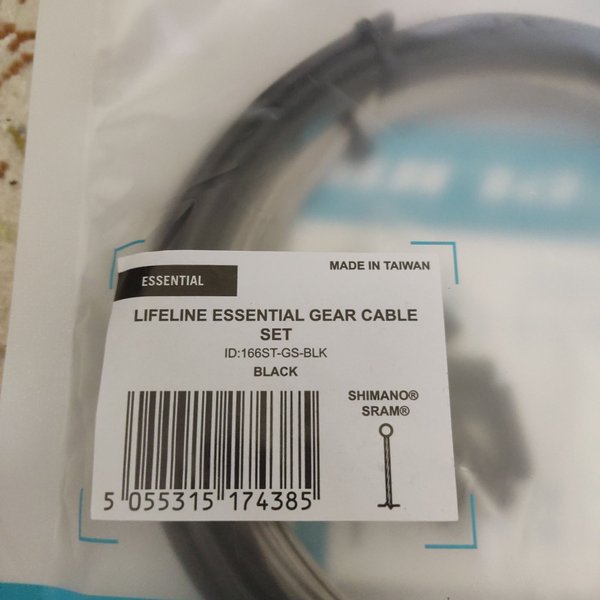 ESSENTIAL
MADE IN TAIWAN
LIFELINE ESSENTIAL GEAR CABLE
SET
ID:166ST-GS-BLK
BLACK
SHIMANO®
SRAM®
5 055315 174385